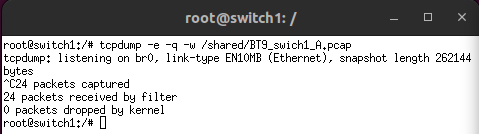 root@switch1: /
root@switch1:/# tcpdump -e -q -w /shared/BT9_swich1_A.pcap
tcpdump: listening on br0, link-type EN10MB (Ethernet), snapshot length 262144
bytes
^C24 packets captured
24 packets received by filter
0 packets dropped by kernel
root@switch1:/#